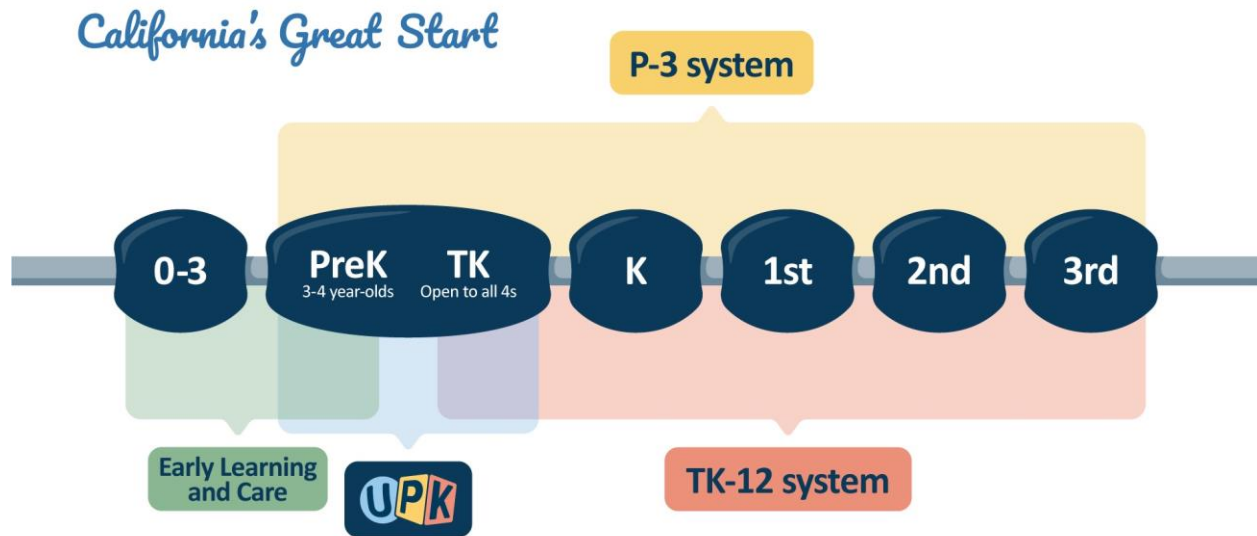 California's Great Start
P-3 system
0-3
PreK
3-4 year-olds
TK
Open to all 4s
K
1st
2nd
3rd
Early Learning
and Care
UPK
TK-12 system